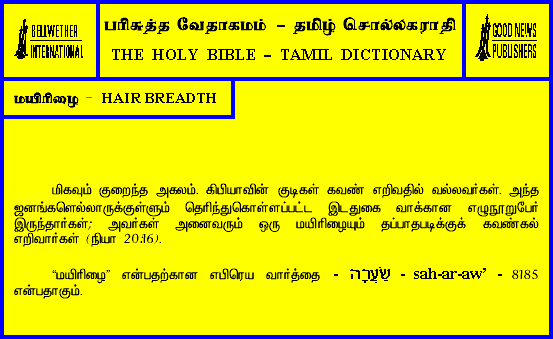 BELLWETHER
INTERNATIONAL
பரிசுத்த வேதாகமம் – தமிழ் சொல்லகராதி
THE HOLY BIBLE – TAMIL DICTIONARY
GOOD NEWS
PUBLISHERS
மயிரிழை - HAIR BREADTH
மிகவும் குறைந்த அகலம். கிபியாவின் குடிகள் கவண் எறிவதில் வல்லவர்கள். அந்த
ஜனங்களெல்லாருக்குள்ளும் தெரிந்துகொள்ளப்பட்ட இடதுகை வாக்கான எழுநூறுபேர்
இருந்தார்கள்; அவர்கள் அனைவரும் ஒரு மயிரிழையும் தப்பாதபடிக்குக் கவண்கல்
எறிவார்கள் (நியா 20:16).
“மயிரிழை” என்பதற்கான எபிரெய வார்த்தை - שַׂעֲרָה - sah-ar-aw’ - 8185
என்பதாகும்.